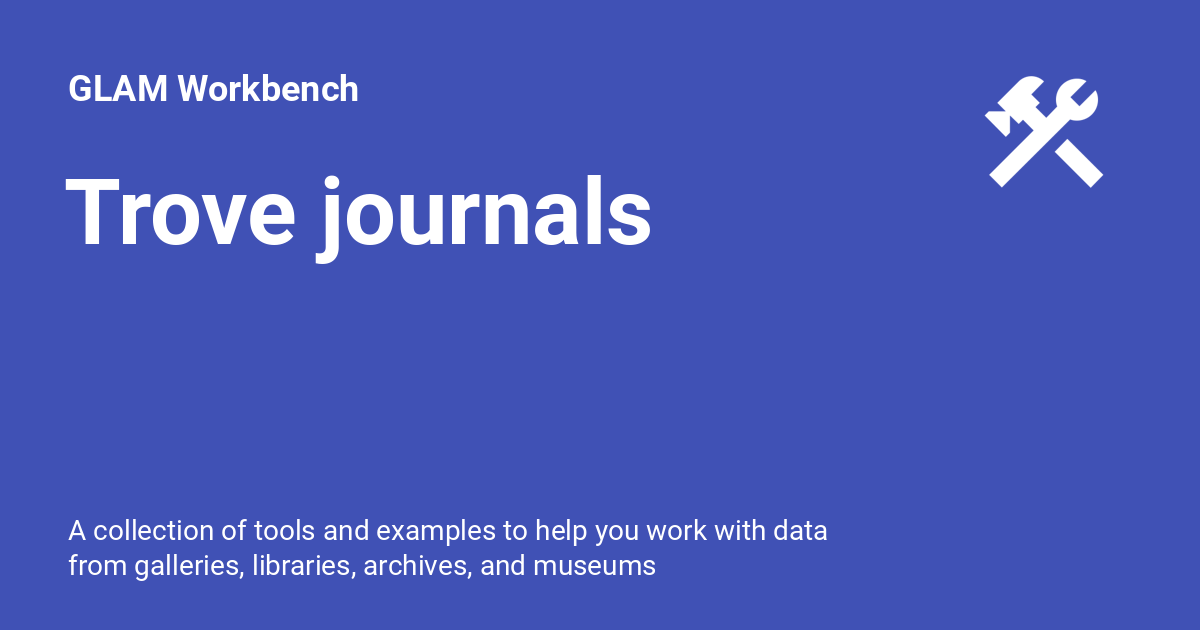 GLAM Workbench
Trove journals
A collection of tools and examples to help you work with data
from galleries, libraries, archives, and museums